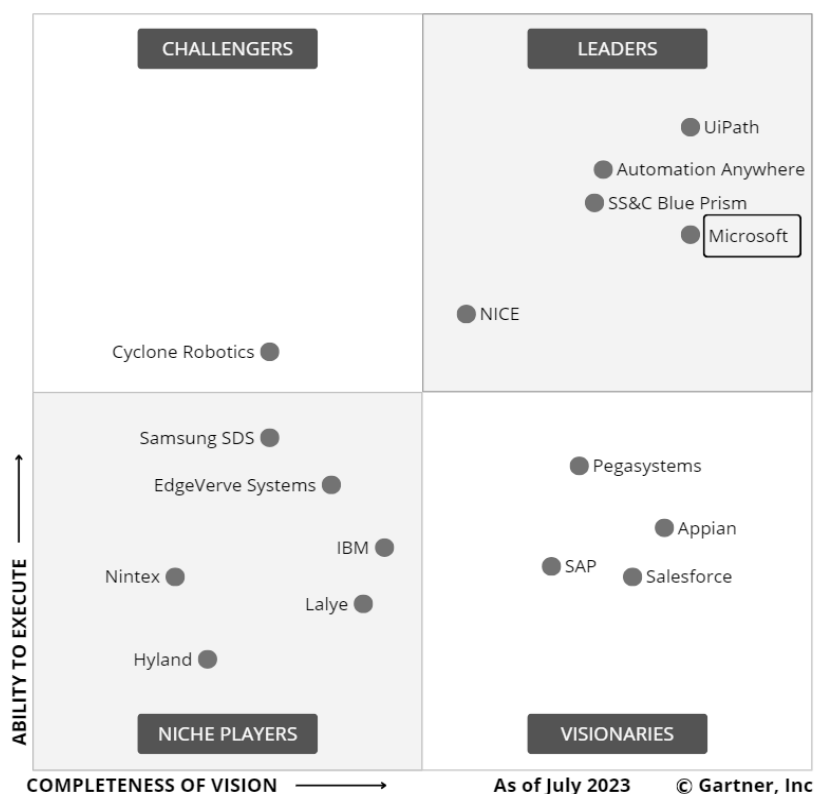 CHALLENGERS
LEADERS
UiPath
Automation Anywhere
SS&C Blue Prism
Microsoft
NICE
Cyclone Robotics
Samsung SDS
EdgeVerve Systems
IBM
Nintex
Lalye
Hyland
Pegasystems
Appian
SAP
Salesforce
NICHE PLAYERS
VISIONARIES
ABILITY TO EXECUTE
COMPLETENESS OF VISION
As of July 2023
© Gartner, Inc